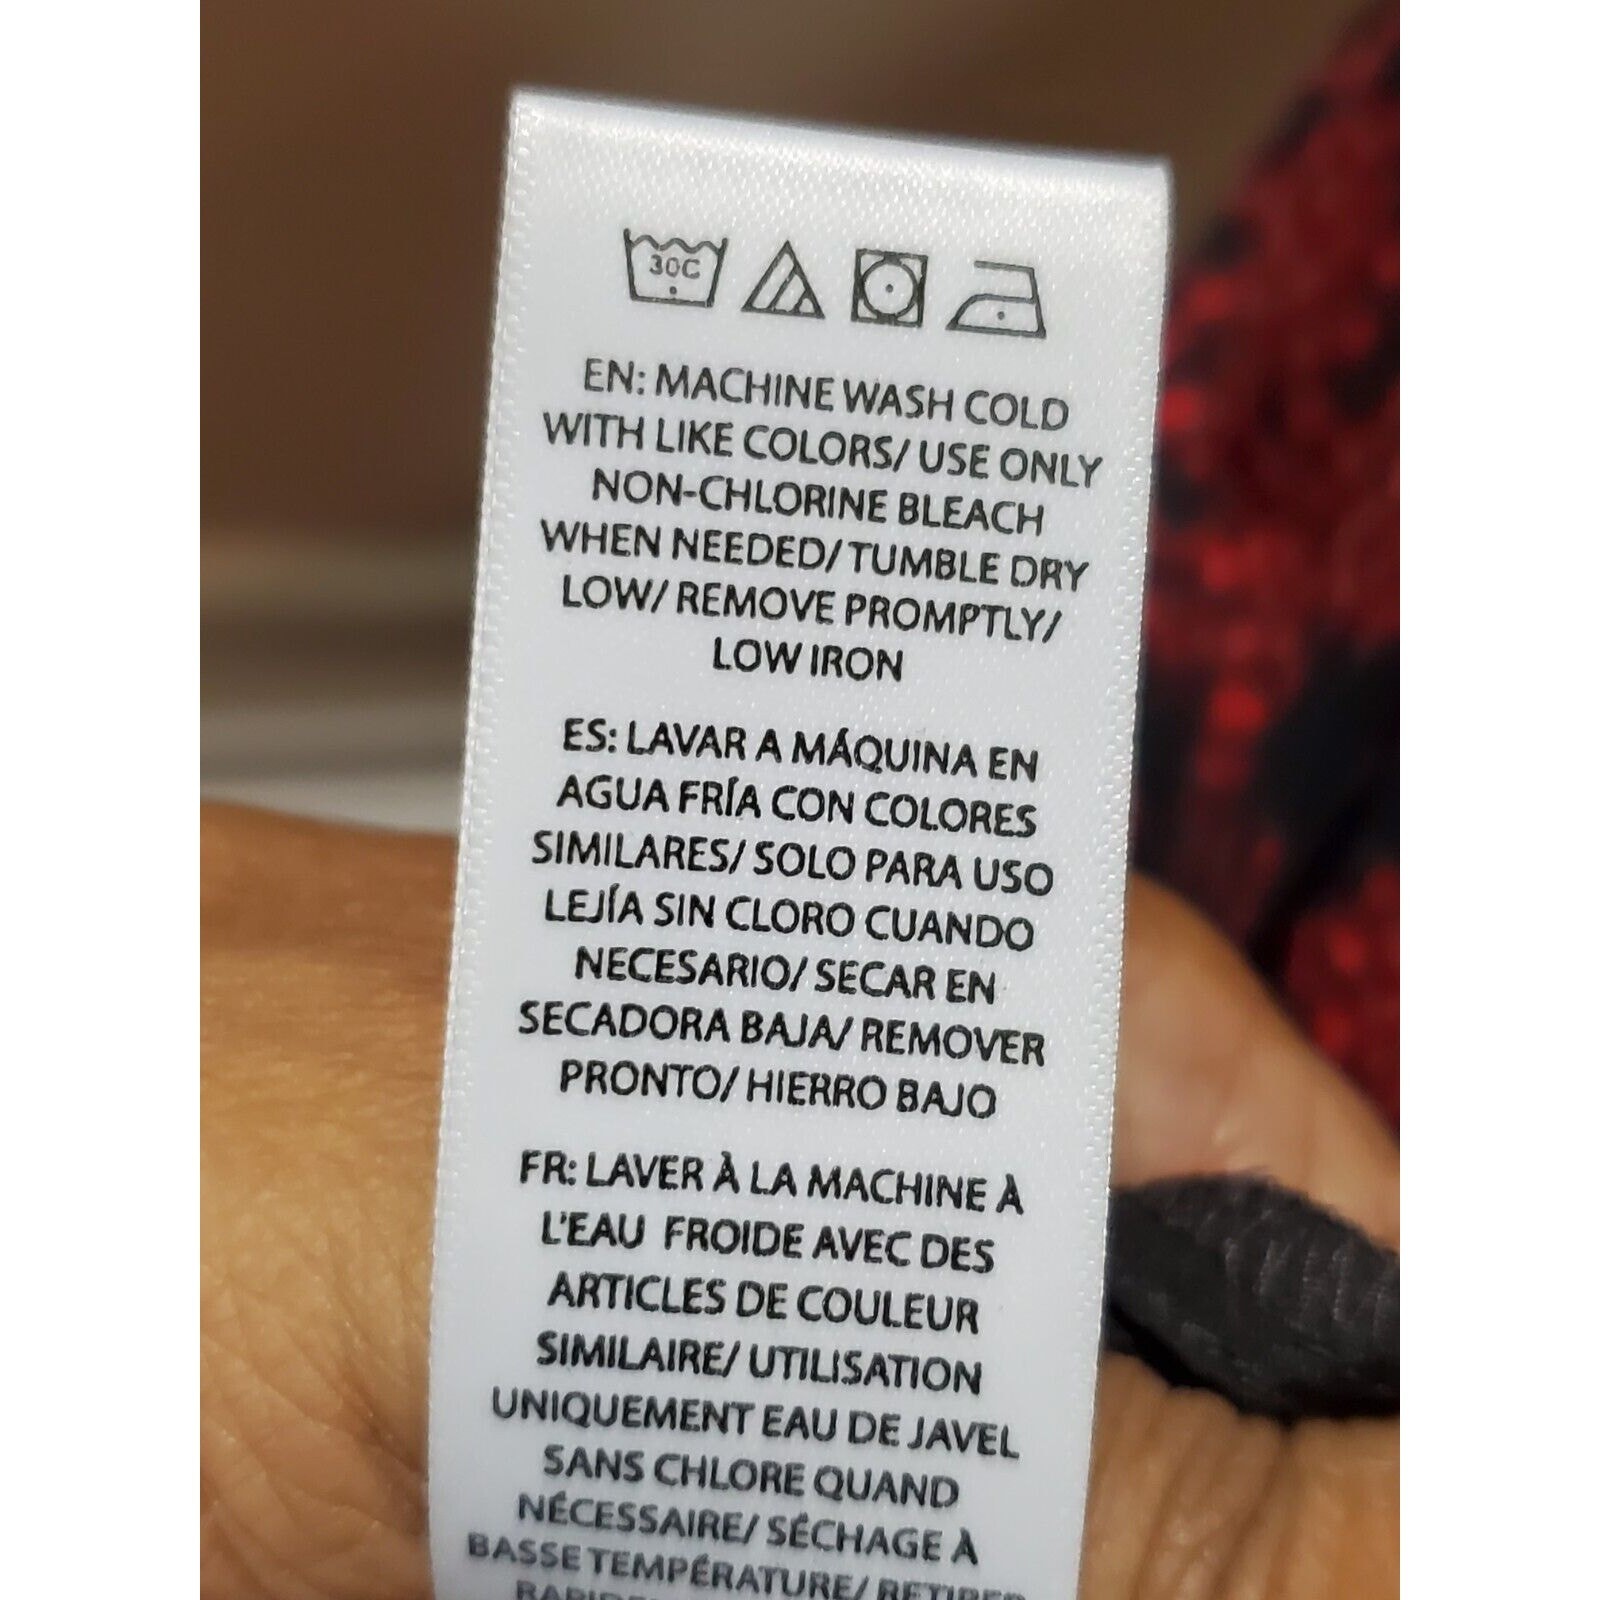 30C
EN: MACHINE WASH COLD
WITH LIKE COLORS/ USE ONLY
NON-CHLORINE BLEACH
WHEN NEEDED/ TUMBLE DRY
LOW/ REMOVE PROMPTLY/
LOW IRON
ES: LAVAR A MÁQUINA EN
AGUA FRÍA CON COLORES
SIMILARES/ SOLO PARA USO
LEJÍA SIN CLORO CUANDO
NECESARIO/ SECAR EN
SECADORA BAJA/ REMOVER
PRONTO/ HIERRO BAJO
FR: LAVER À LA MACHINE À
L'EAU FROIDE AVEC DES
ARTICLES DE COULEUR
SIMILAIRE/ UTILISATION
UNIQUEMENT EAU DE JAVEL
SANS CHLORE QUAND
NÉCESSAIRE/ SÉCHAGE À
BASSE TEMPÉRATURE/ RETIRER